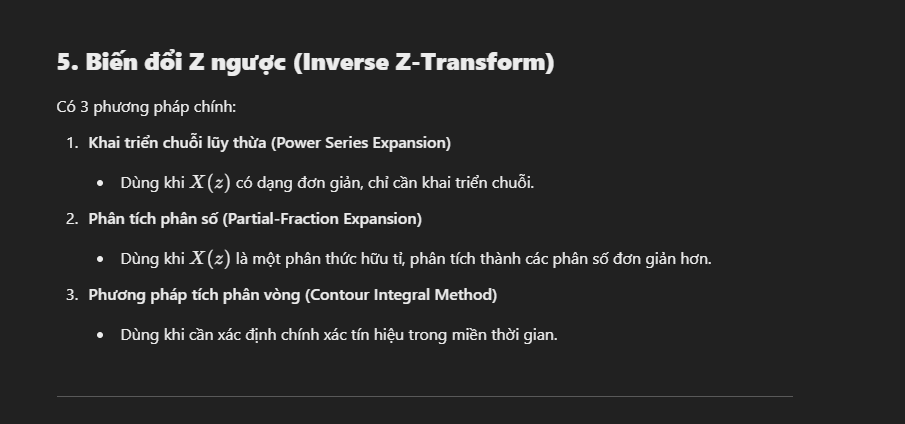 5. Biến đổi Z ngược (Inverse Z-Transform)
Có 3 phương pháp chính:
1. Khai triển chuỗi lũy thừa (Power Series Expansion)
• Dùng khi X(z) có dạng đơn giản, chỉ cần khai triển chuỗi.
2. Phân tích phân số (Partial-Fraction Expansion)
• Dùng khi X(z) là một phân thức hữu tỉ, phân tích thành các phân số đơn giản hơn.
3. Phương pháp tích phân vòng (Contour Integral Method)
• Dùng khi cần xác định chính xác tín hiệu trong miền thời gian.